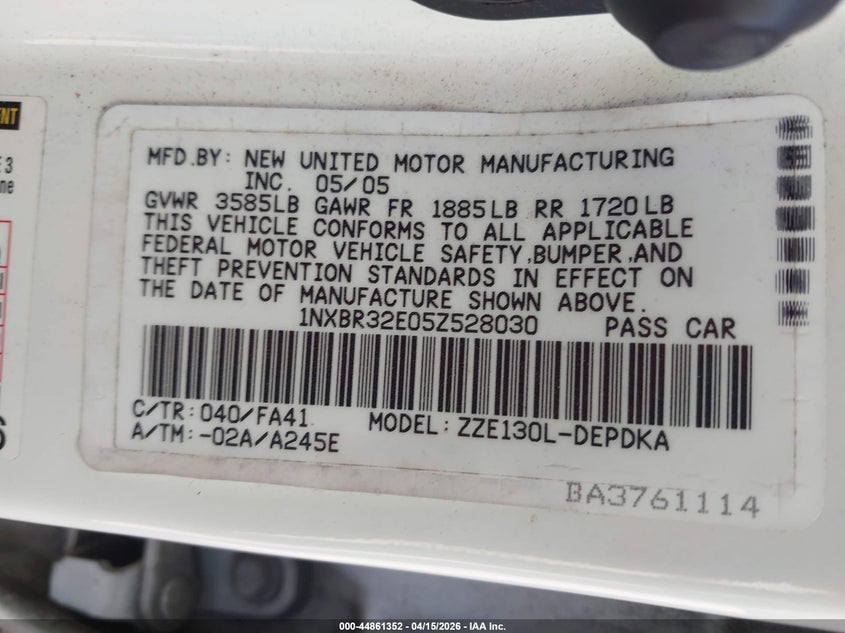 ENT
E 3
ne
MFD.BY: NEW UNITED MOTOR MANUFACTURING
INC. 05/05
GVWR 3585LB GAWR FR 1885LB RR 1720LB
THIS VEHICLE CONFORMS TO ALL APPLICABLE
FEDERAL MOTOR VEHICLE SAFETY,BUMPER,AND
THEFT PREVENTION STANDARDS IN EFFECT ON
THE DATE OF MANUFACTURE SHOWN ABOVE.
1NXBR32E05Z528030 PASS CAR
C/TR:040/FA41 MODEL:ZZE130L-DEPDKA
A/TM:-02A/A245E
BA3761114
000-44861352 - 04/15/2026 - IAA Inc.